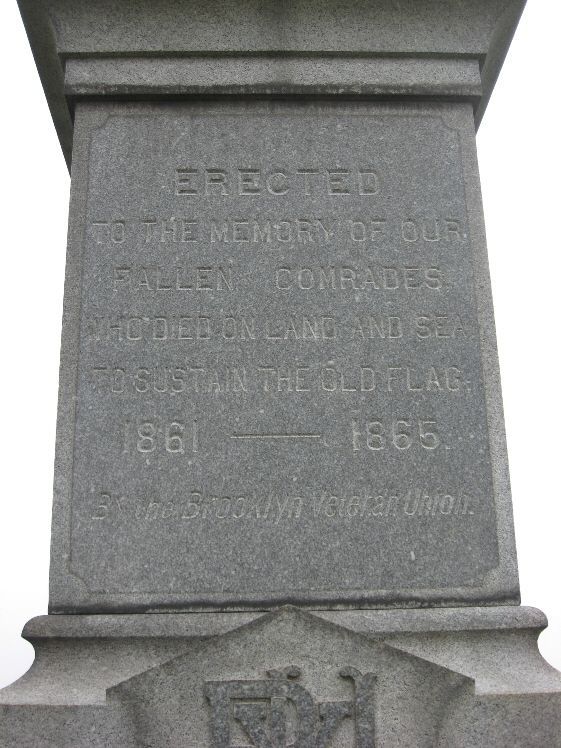 ERECTED
TO THE MEMORY OF OUR
FALLEN COMRADES.
WHO DIED ON LAND AND SEA
TO SUSTAIN THE OLD FLAG.
1861 — 1865.
By the Brooklyn Veteran Union.